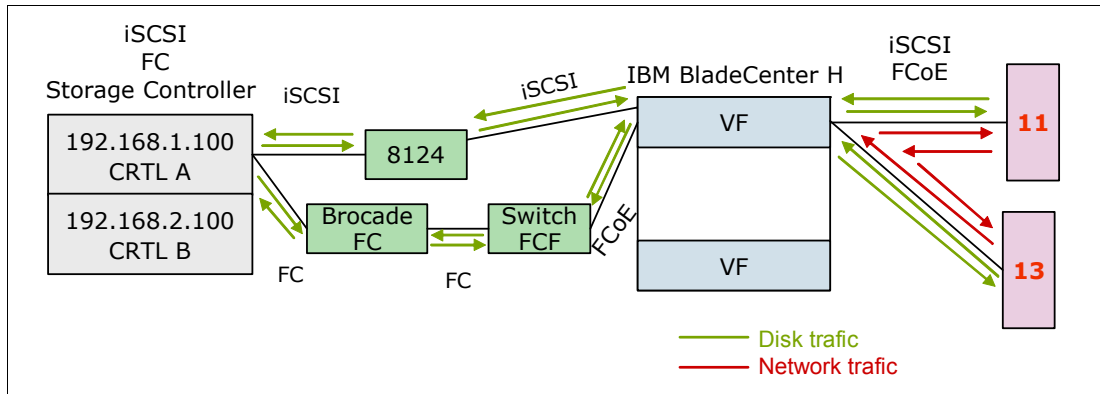 iSCSI
FC
Storage Controller
192.168.1.100
CRTL A
192.168.2.100
CRTL B
iSCSI
8124
iSCSI
Brocade
FC
Switch
FCF
FC
FC
FCoE
IBM BladeCenter H
VF
VF
iSCSI
FCoE
11
13
Disk trafic
Network trafic